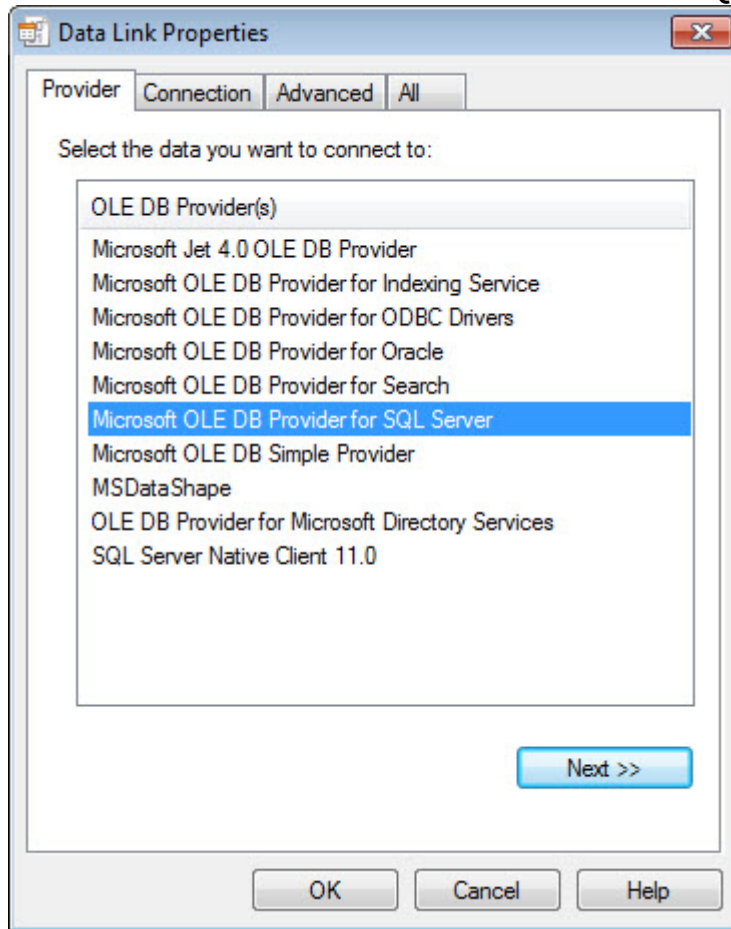 Data Link Properties
Provider Connection Advanced All
Select the data you want to connect to:
OLE DB Provider(s)
Microsoft Jet 4.0 OLE DB Provider
Microsoft OLE DB Provider for Indexing Service
Microsoft OLE DB Provider for ODBC Drivers
Microsoft OLE DB Provider for Oracle
Microsoft OLE DB Provider for Search
Microsoft OLE DB Provider for SQL Server
Microsoft OLE DB Simple Provider
MSDataShape
OLE DB Provider for Microsoft Directory Services
SQL Server Native Client 11.0
Next >>
OK Cancel Help